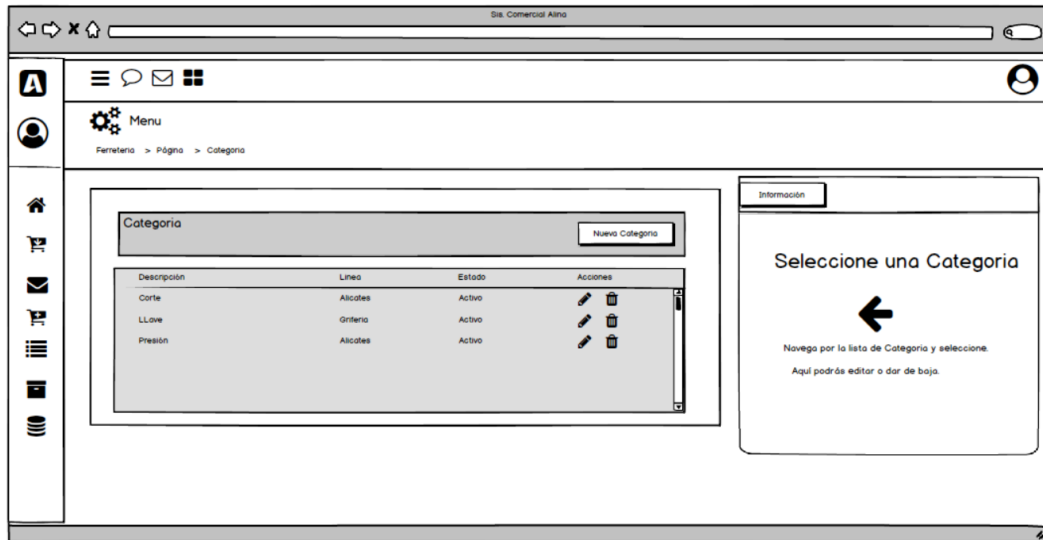 Sis. Comercial Alina
A
Menu
Ferreteria > Página > Categoria
Categoria
Nueva Categoria
Descripción Linea Estado Acciones
Corte Alicates Activo
LLave Griferia Activo
Presión Alicates Activo
Información
Seleccione una Categoria
Navega por la lista de Categoria y seleccione.
Aquí podrás editar o dar de baja.